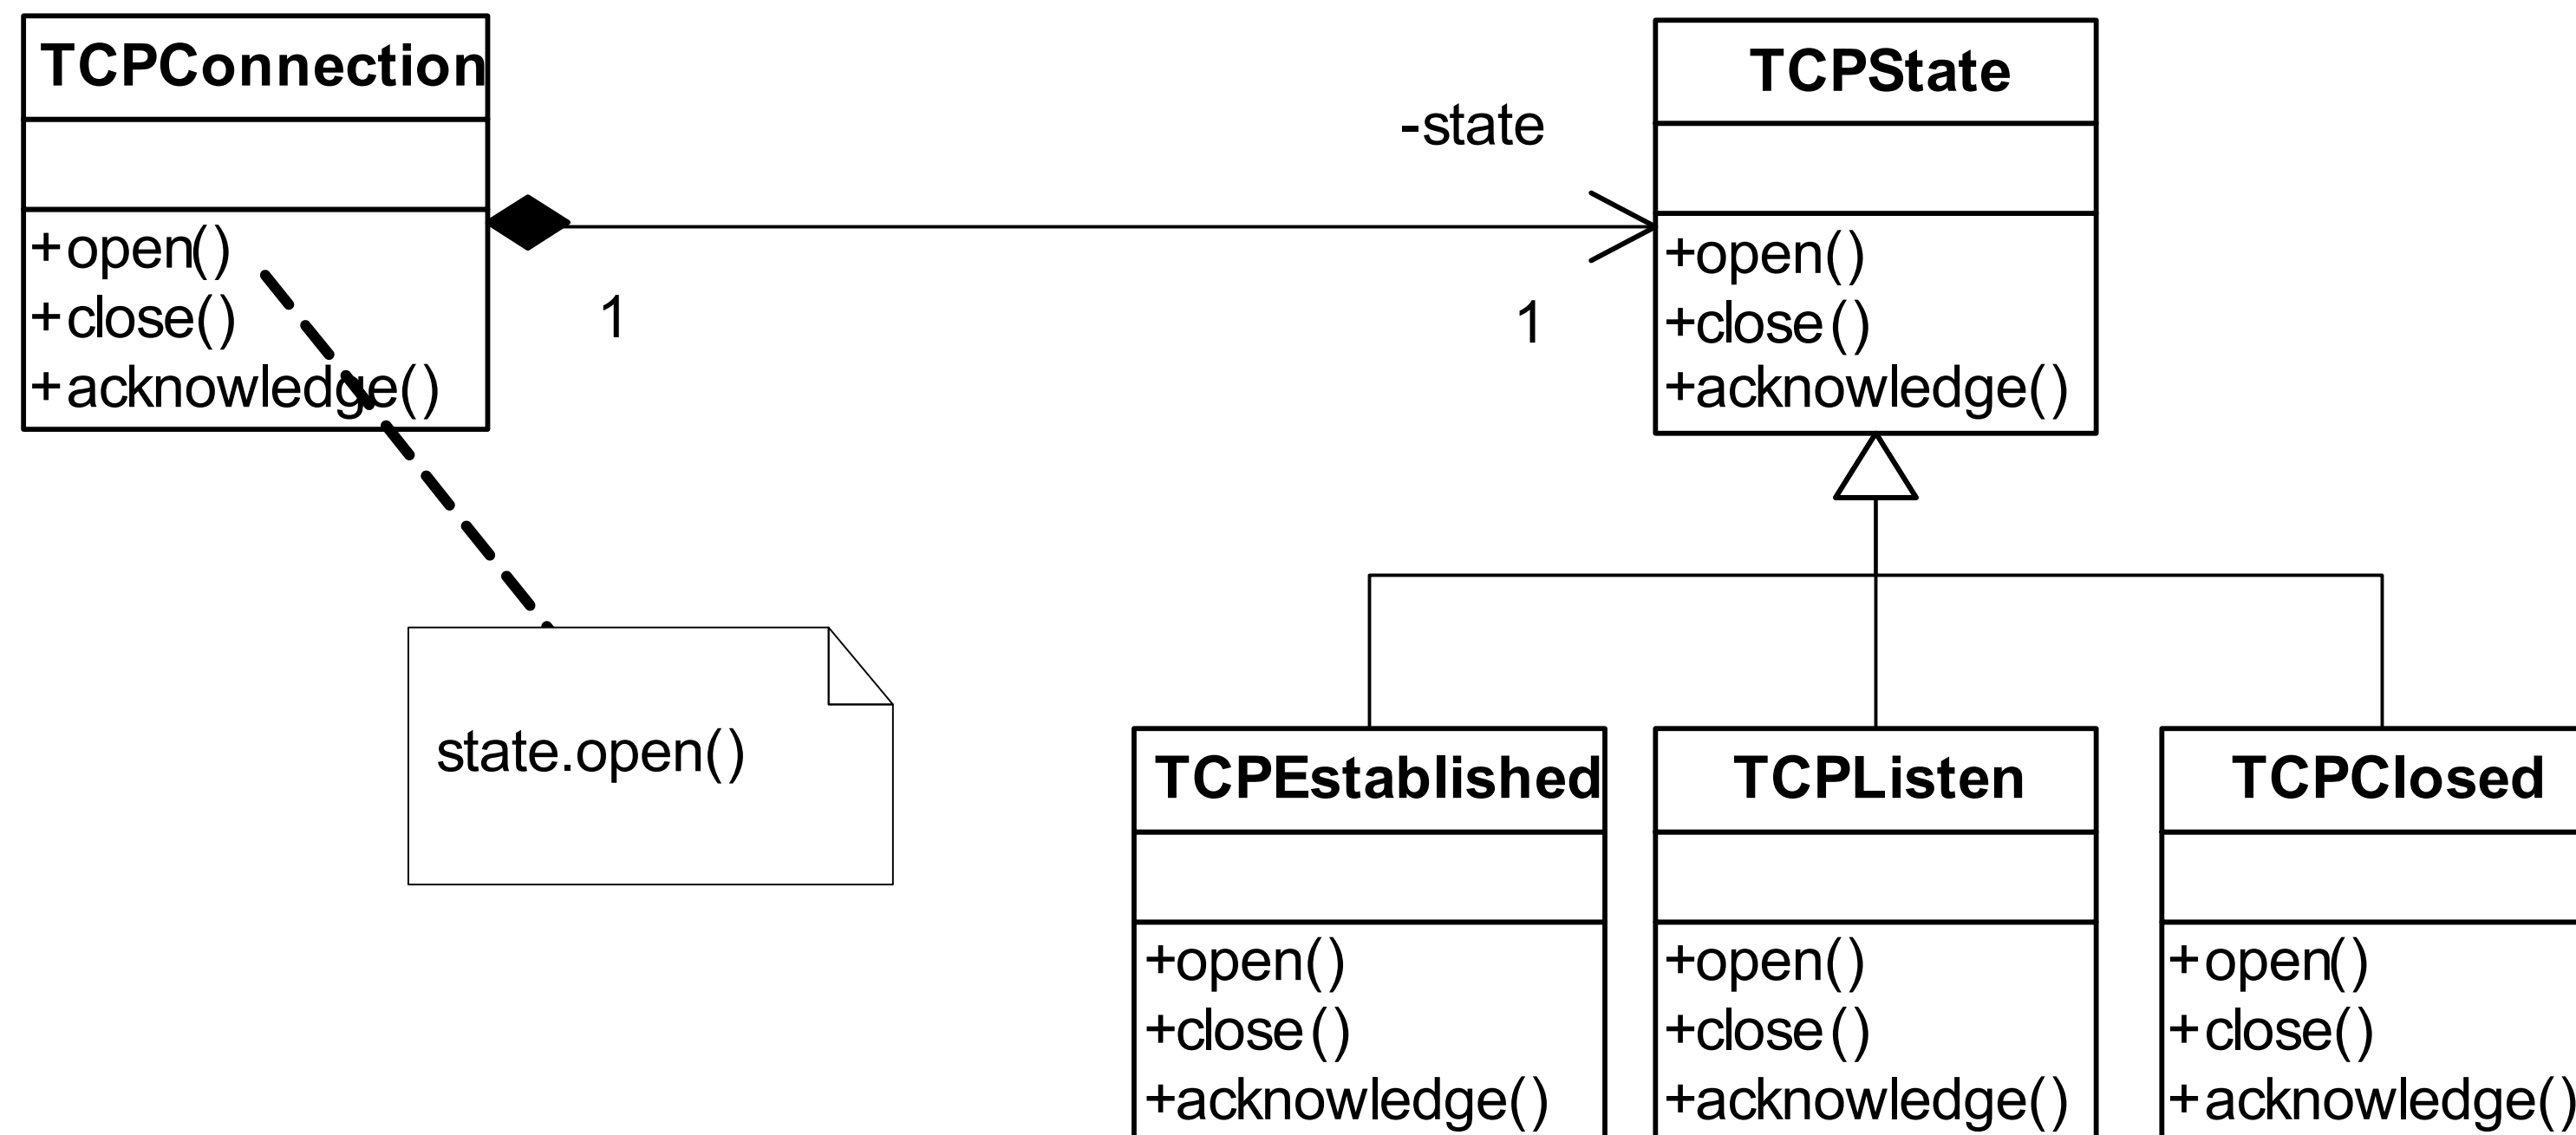 TCPConnection
+open()
+close()
+acknowledge()
1
-state
1
TCPState
+open()
+close()
+acknowledge()
state.open()
TCPEstablished
+open()
+close()
+acknowledge()
TCPListen
+open()
+close()
+acknowledge()
TCPClosed
+open()
+close()
+acknowledge()